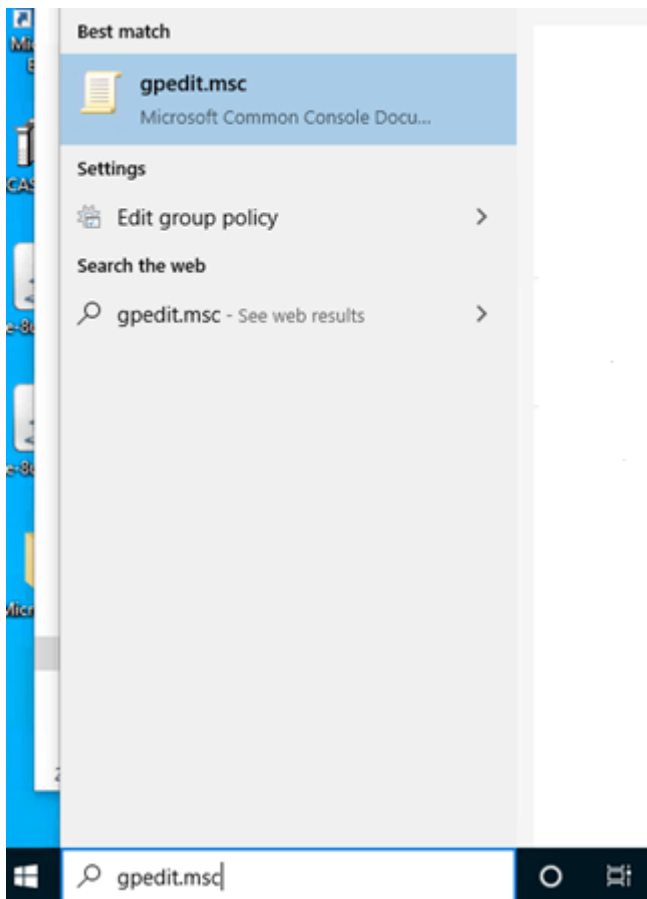 Best match
gpedit.msc
Microsoft Common Console Docu...
Settings
Edit group policy
Search the web
gpedit.msc - See web results
gpedit.msc